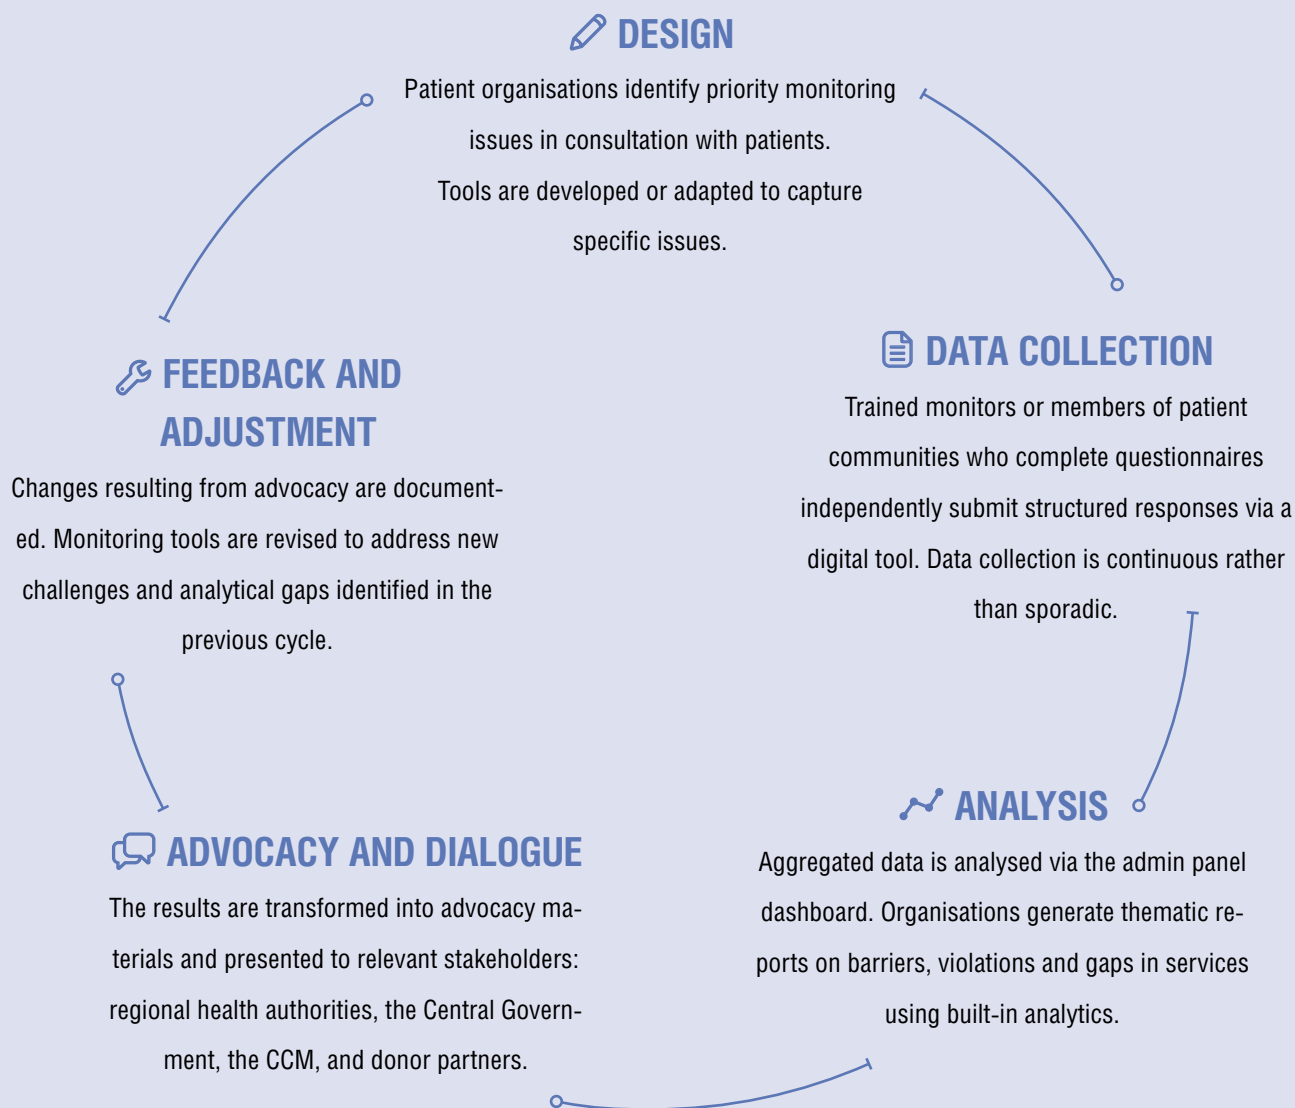 DESIGN
Patient organisations identify priority monitoring
issues in consultation with patients.
Tools are developed or adapted to capture
specific issues.
DATA COLLECTION
Trained monitors or members of patient
communities who complete questionnaires
independently submit structured responses via a
digital tool. Data collection is continuous rather
than sporadic.
ANALYSIS
Aggregated data is analysed via the admin panel
dashboard. Organisations generate thematic re-
ports on barriers, violations and gaps in services
using built-in analytics.
ADVOCACY AND DIALOGUE
The results are transformed into advocacy ma-
terials and presented to relevant stakeholders:
regional health authorities, the Central Govern-
ment, the CCM, and donor partners.
FEEDBACK AND
ADJUSTMENT
Changes resulting from advocacy are document-
ed. Monitoring tools are revised to address new
challenges and analytical gaps identified in the
previous cycle.